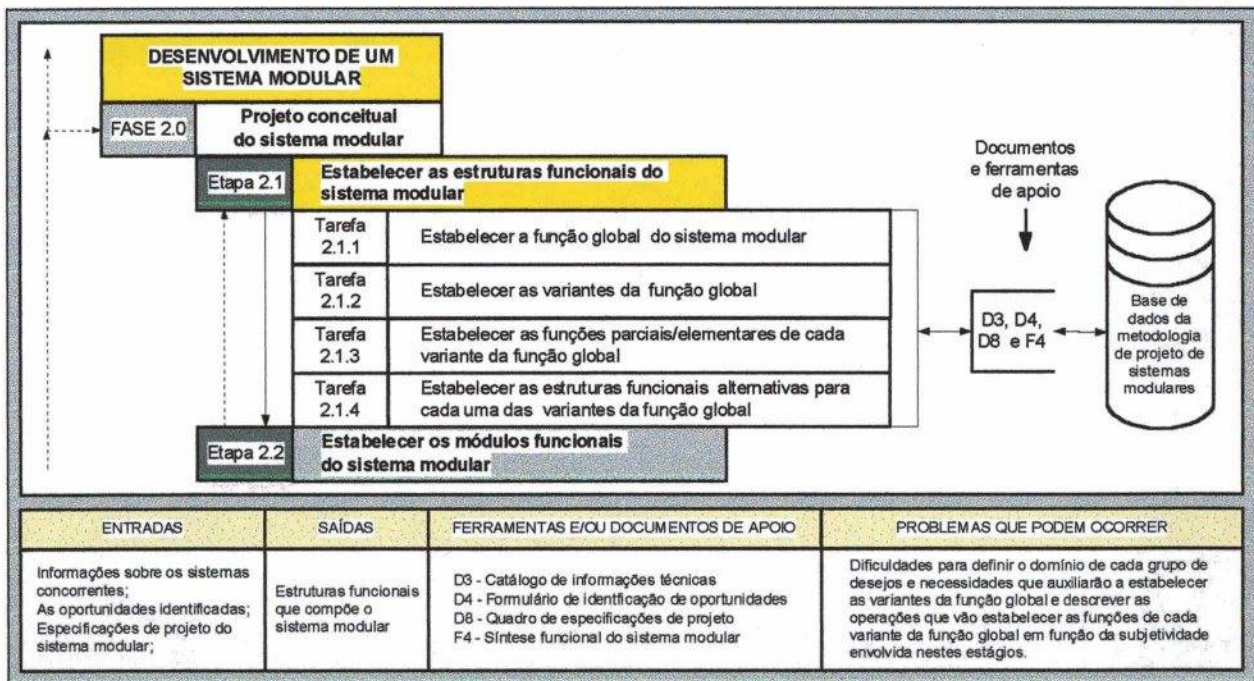 DESENVOLVIMENTO DE UM
SISTEMA MODULAR
FASE 2.0
Projeto conceitual
do sistema modular
Etapa 2.1
Estabelecer as estruturas funcionais do
sistema modular
Tarefa
2.1.1
Estabelecer a função global do sistema modular
Tarefa
2.1.2
Estabelecer as variantes da função global
Tarefa
2.1.3
Estabelecer as funções parciais/elementares de cada
variante da função global
Tarefa
2.1.4
Estabelecer as estruturas funcionais alternativas para
cada uma das variantes da função global
Etapa 2.2
Estabelecer os módulos funcionais
do sistema modular
Documentos
e ferramentas
de apoio
D3, D4,
D8 e F4
Base de
dados da
metodologia
de projeto de
sistemas
modulares
ENTRADAS
Informações sobre os sistemas
concorrentes;
As oportunidades identificadas;
Especificações de projeto do
sistema modular;
SAÍDAS
Estruturas funcionais
que compõe o
sistema modular
FERRAMENTAS E/OU DOCUMENTOS DE APOIO
D3 - Catálogo de informações técnicas
D4 - Formulário de identficação de oportunidades
D8 - Quadro de especificações de projeto
F4 - Síntese funcional do sistema modular
PROBLEMAS QUE PODEM OCORRER
Dificuldades para definir o domínio de cada grupo de
desejos e necessidades que auxiliarão a estabelecer
as variantes da função global e descrever as
operações que vão estabelecer as funções de cada
variante da função global em função da subjetividade
envolvida nestes estágios.